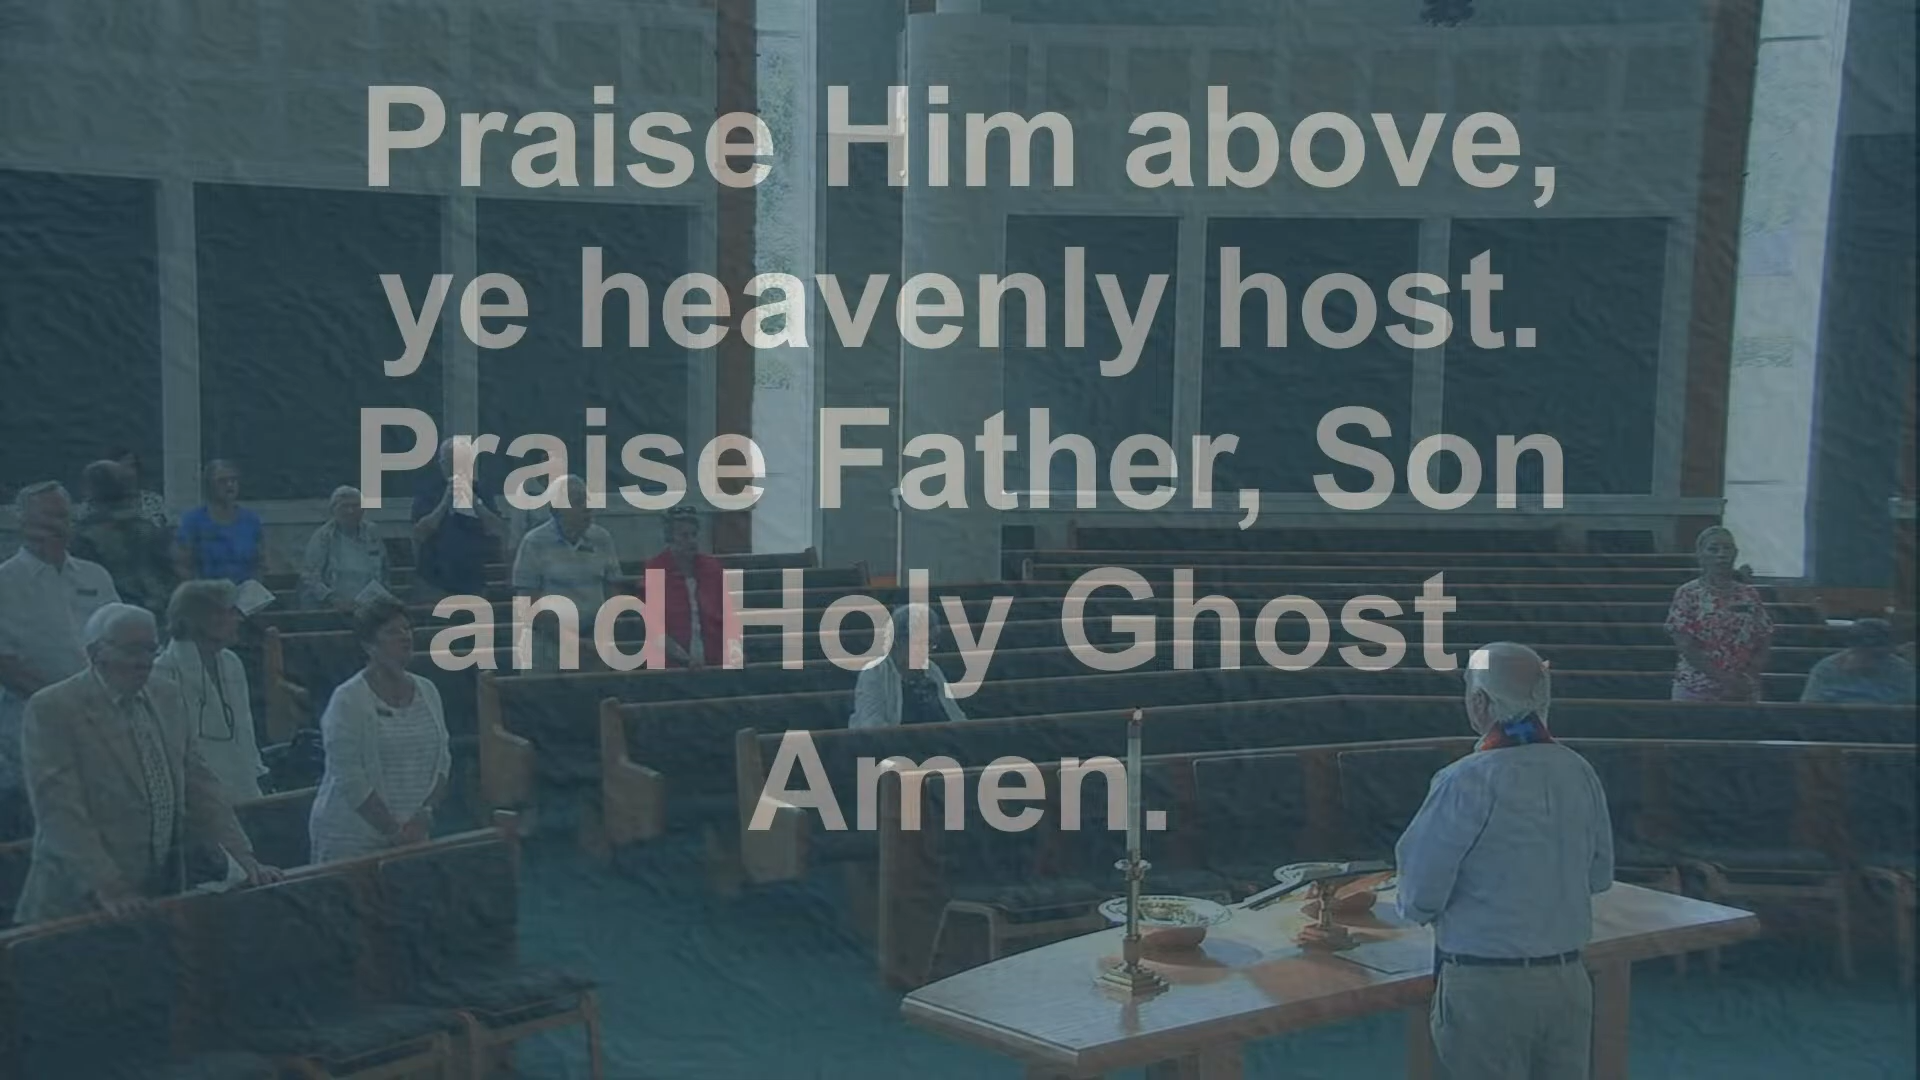 Praise Him above,
ye heavenly host.
Praise Father, Son
and Holy Ghost.
Amen.